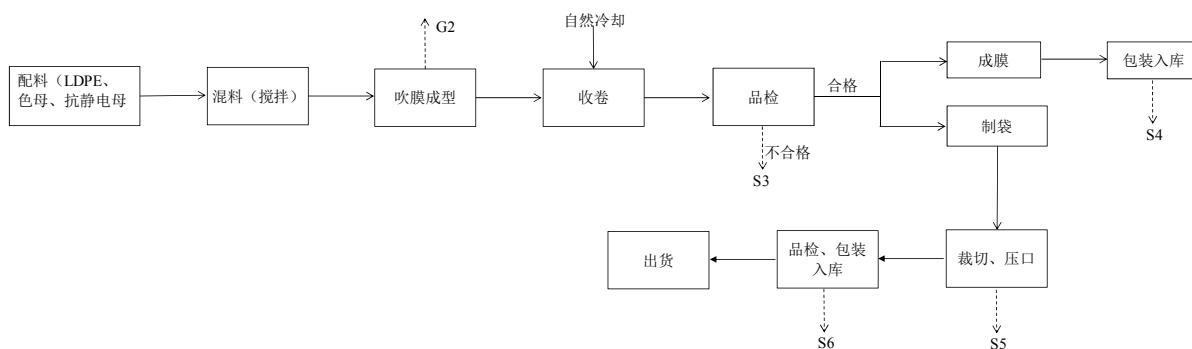 G2
自然冷却
配料（LDPE、
色母、抗静电母
混料（搅拌）
吹膜成型
收卷
品检
合格
成膜
包装入库
制袋
不合格
S3
S4
出货
品检、包装
入库
裁切、压口
S6
S5